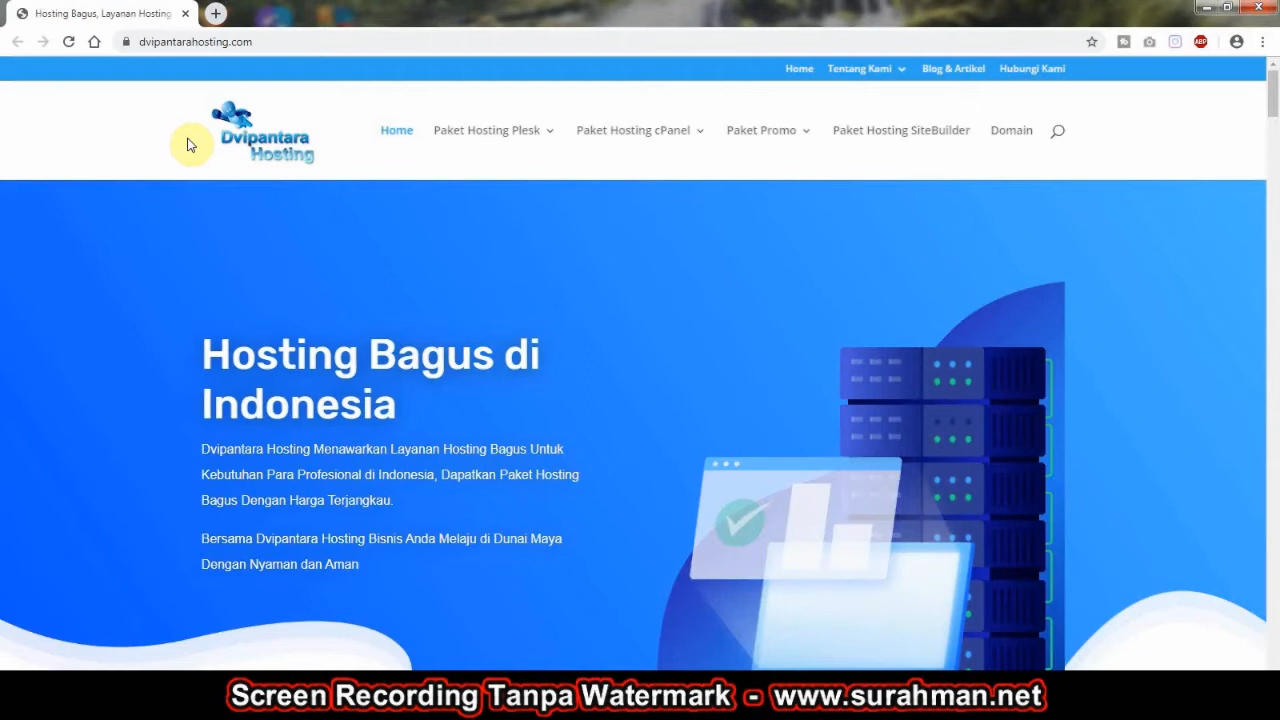 Hosting Bagus, Layanan Hosting
dvipantarahosting.com
ABP
Home Tentang Kami Blog & Artikel Hubungi Kami
Dvipantara
Hosting
Home Paket Hosting Plesk Paket Hosting cPanel Paket Promo Paket Hosting SiteBuilder Domain
Hosting Bagus di
Indonesia
Dvipantara Hosting Menawarkan Layanan Hosting Bagus Untuk
Kebutuhan Para Profesional di Indonesia, Dapatkan Paket Hosting
Bagus Dengan Harga Terjangkau.
Bersama Dvipantara Hosting Bisnis Anda Melaju di Dunai Maya
Dengan Nyaman dan Aman
Screen Recording Tanpa Watermark - www.surahman.net